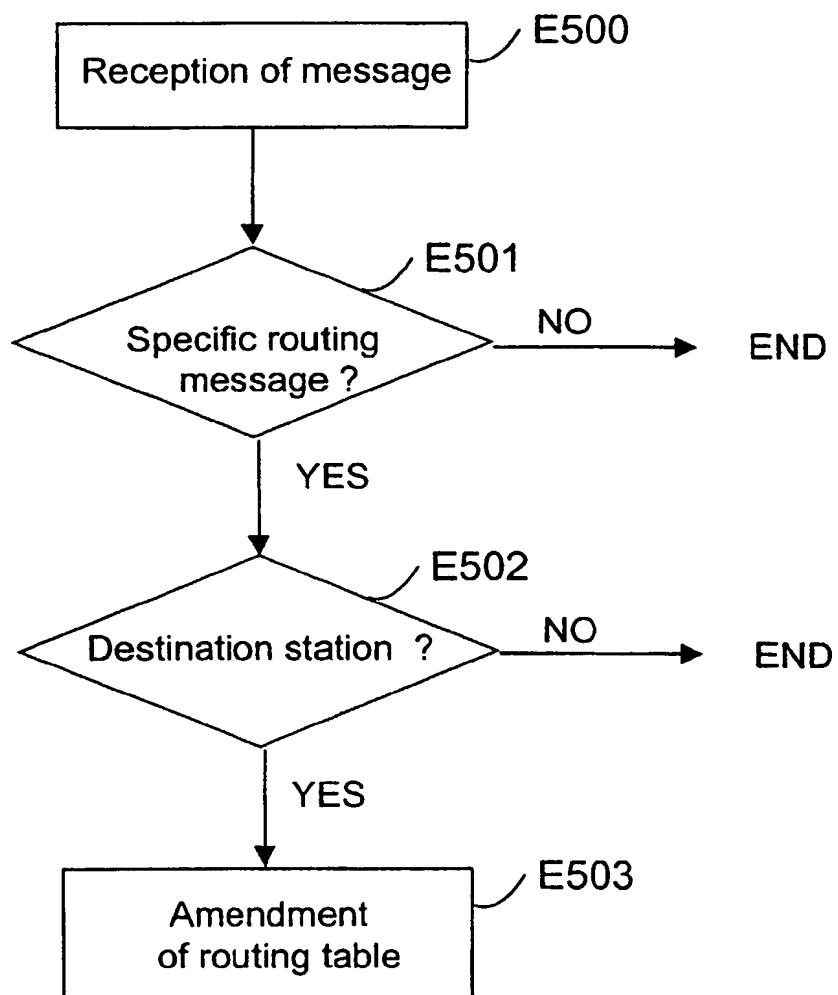 E500
Reception of message
E501
Specific routing
message ?
NO
END
YES
E502
Destination station ?
NO
END
YES
E503
Amendment
of routing table